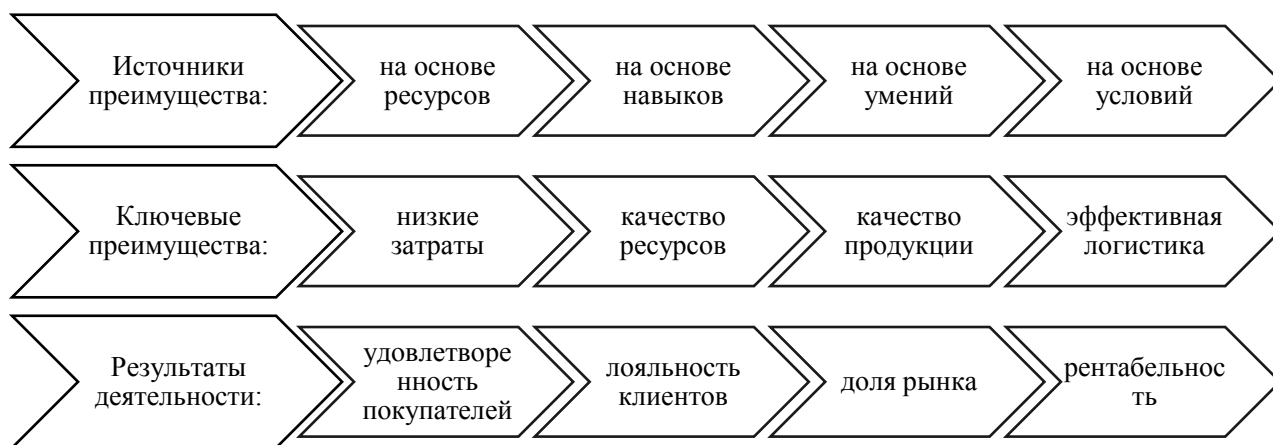 Источники
преимущества:
на основе
ресурсов
на основе
навыков
на основе
умений
на основе
условий
Ключевые
преимущества:
низкие
затраты
качество
ресурсов
качество
продукции
эффективная
логистика
Результаты
деятельности:
удовлетворе
нность
покупателей
лояльность
клиентов
доля рынка
рентабельнос
ть